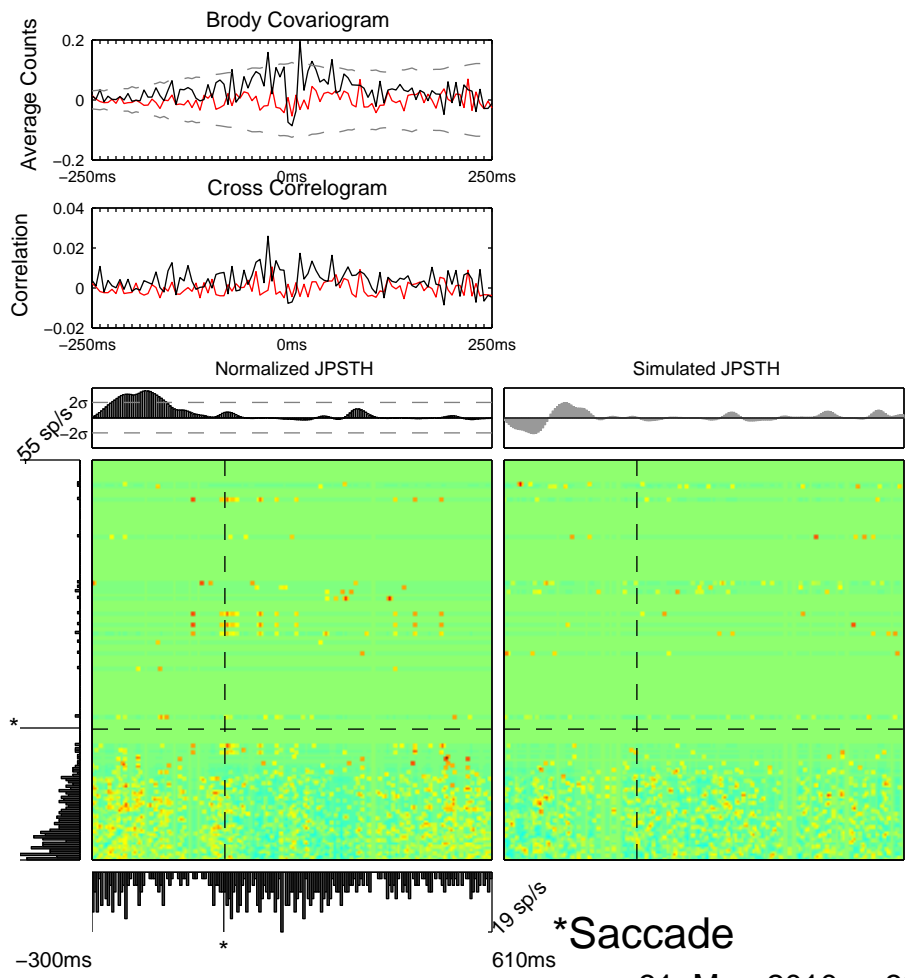 Brody Covariogram
Average Counts
0.2
0
−0.2
−250ms
0ms
250ms
Cross Correlogram
Correlation
0.04
0.02
0
−0.02
−250ms
0ms
250ms
Normalized JPSTH
Simulated JPSTH
55 sp/s
2σ
−2σ
*
*
19 sp/s
*Saccade
−300ms
610ms